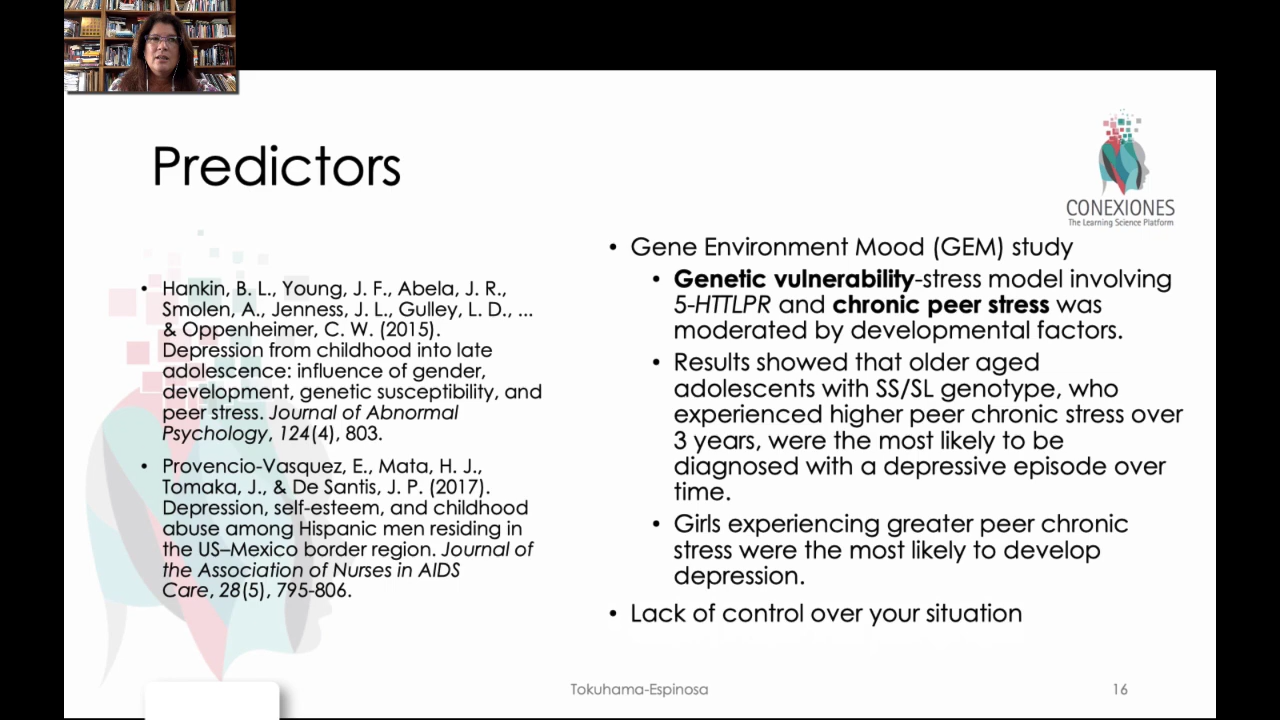 Predictors
CONEXIONES
The Learning Science Platform
• Hankin, B. L., Young, J. F., Abela, J. R.,
Smolen, A., Jenness, J. L., Gulley, L. D., ...
& Oppenheimer, C. W. (2015).
Depression from childhood into late
adolescence: influence of gender,
development, genetic susceptibility, and
peer stress. Journal of Abnormal
Psychology, 124(4), 803.
• Provencio-Vasquez, E., Mata, H. J.,
Tomaka, J., & De Santis, J. P. (2017).
Depression, self-esteem, and childhood
abuse among Hispanic men residing in
the US–Mexico border region. Journal of
the Association of Nurses in AIDS
Care, 28(5), 795-806.
• Gene Environment Mood (GEM) study
• Genetic vulnerability-stress model involving
5-HTTLPR and chronic peer stress was
moderated by developmental factors.
• Results showed that older aged
adolescents with SS/SL genotype, who
experienced higher peer chronic stress over
3 years, were the most likely to be
diagnosed with a depressive episode over
time.
• Girls experiencing greater peer chronic
stress were the most likely to develop
depression.
• Lack of control over your situation
Tokuhama-Espinosa
16